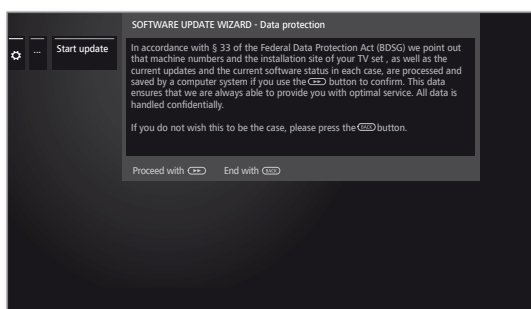 SOFTWARE UPDATE WIZARD - Data protection
... Start update
In accordance with § 33 of the Federal Data Protection Act (BDSG) we point out
that machine numbers and the installation site of your TV set , as well as the
current updates and the current software status in each case, are processed and
saved by a computer system if you use the button to confirm. This data
ensures that we are always able to provide you with optimal service. All data is
handled confidentially.
If you do not wish this to be the case, please press the BACK button.
Proceed with End with BACK